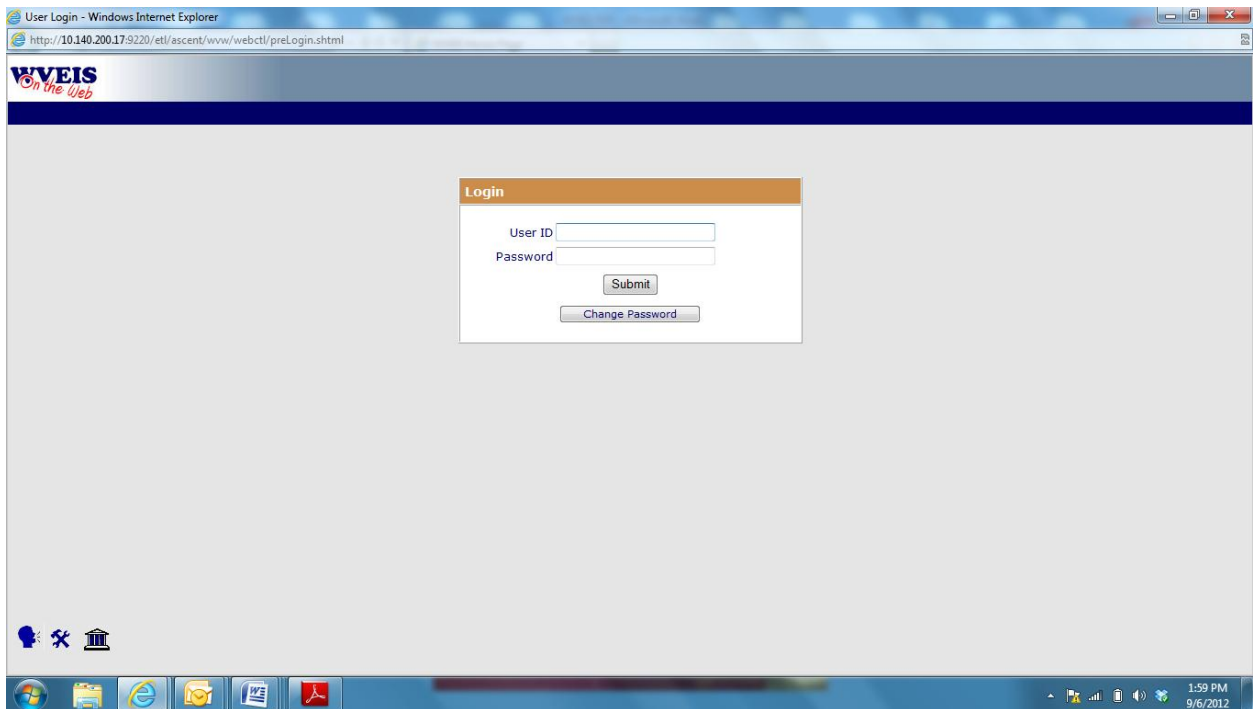 User Login - Windows Internet Explorer
http://10.140.200.17:9220/etl/ascent/wvw/webctl/preLogin.shtml
WVEIS
On the Web
Login
User ID
Password
Submit
Change Password
1:59 PM
9/6/2012